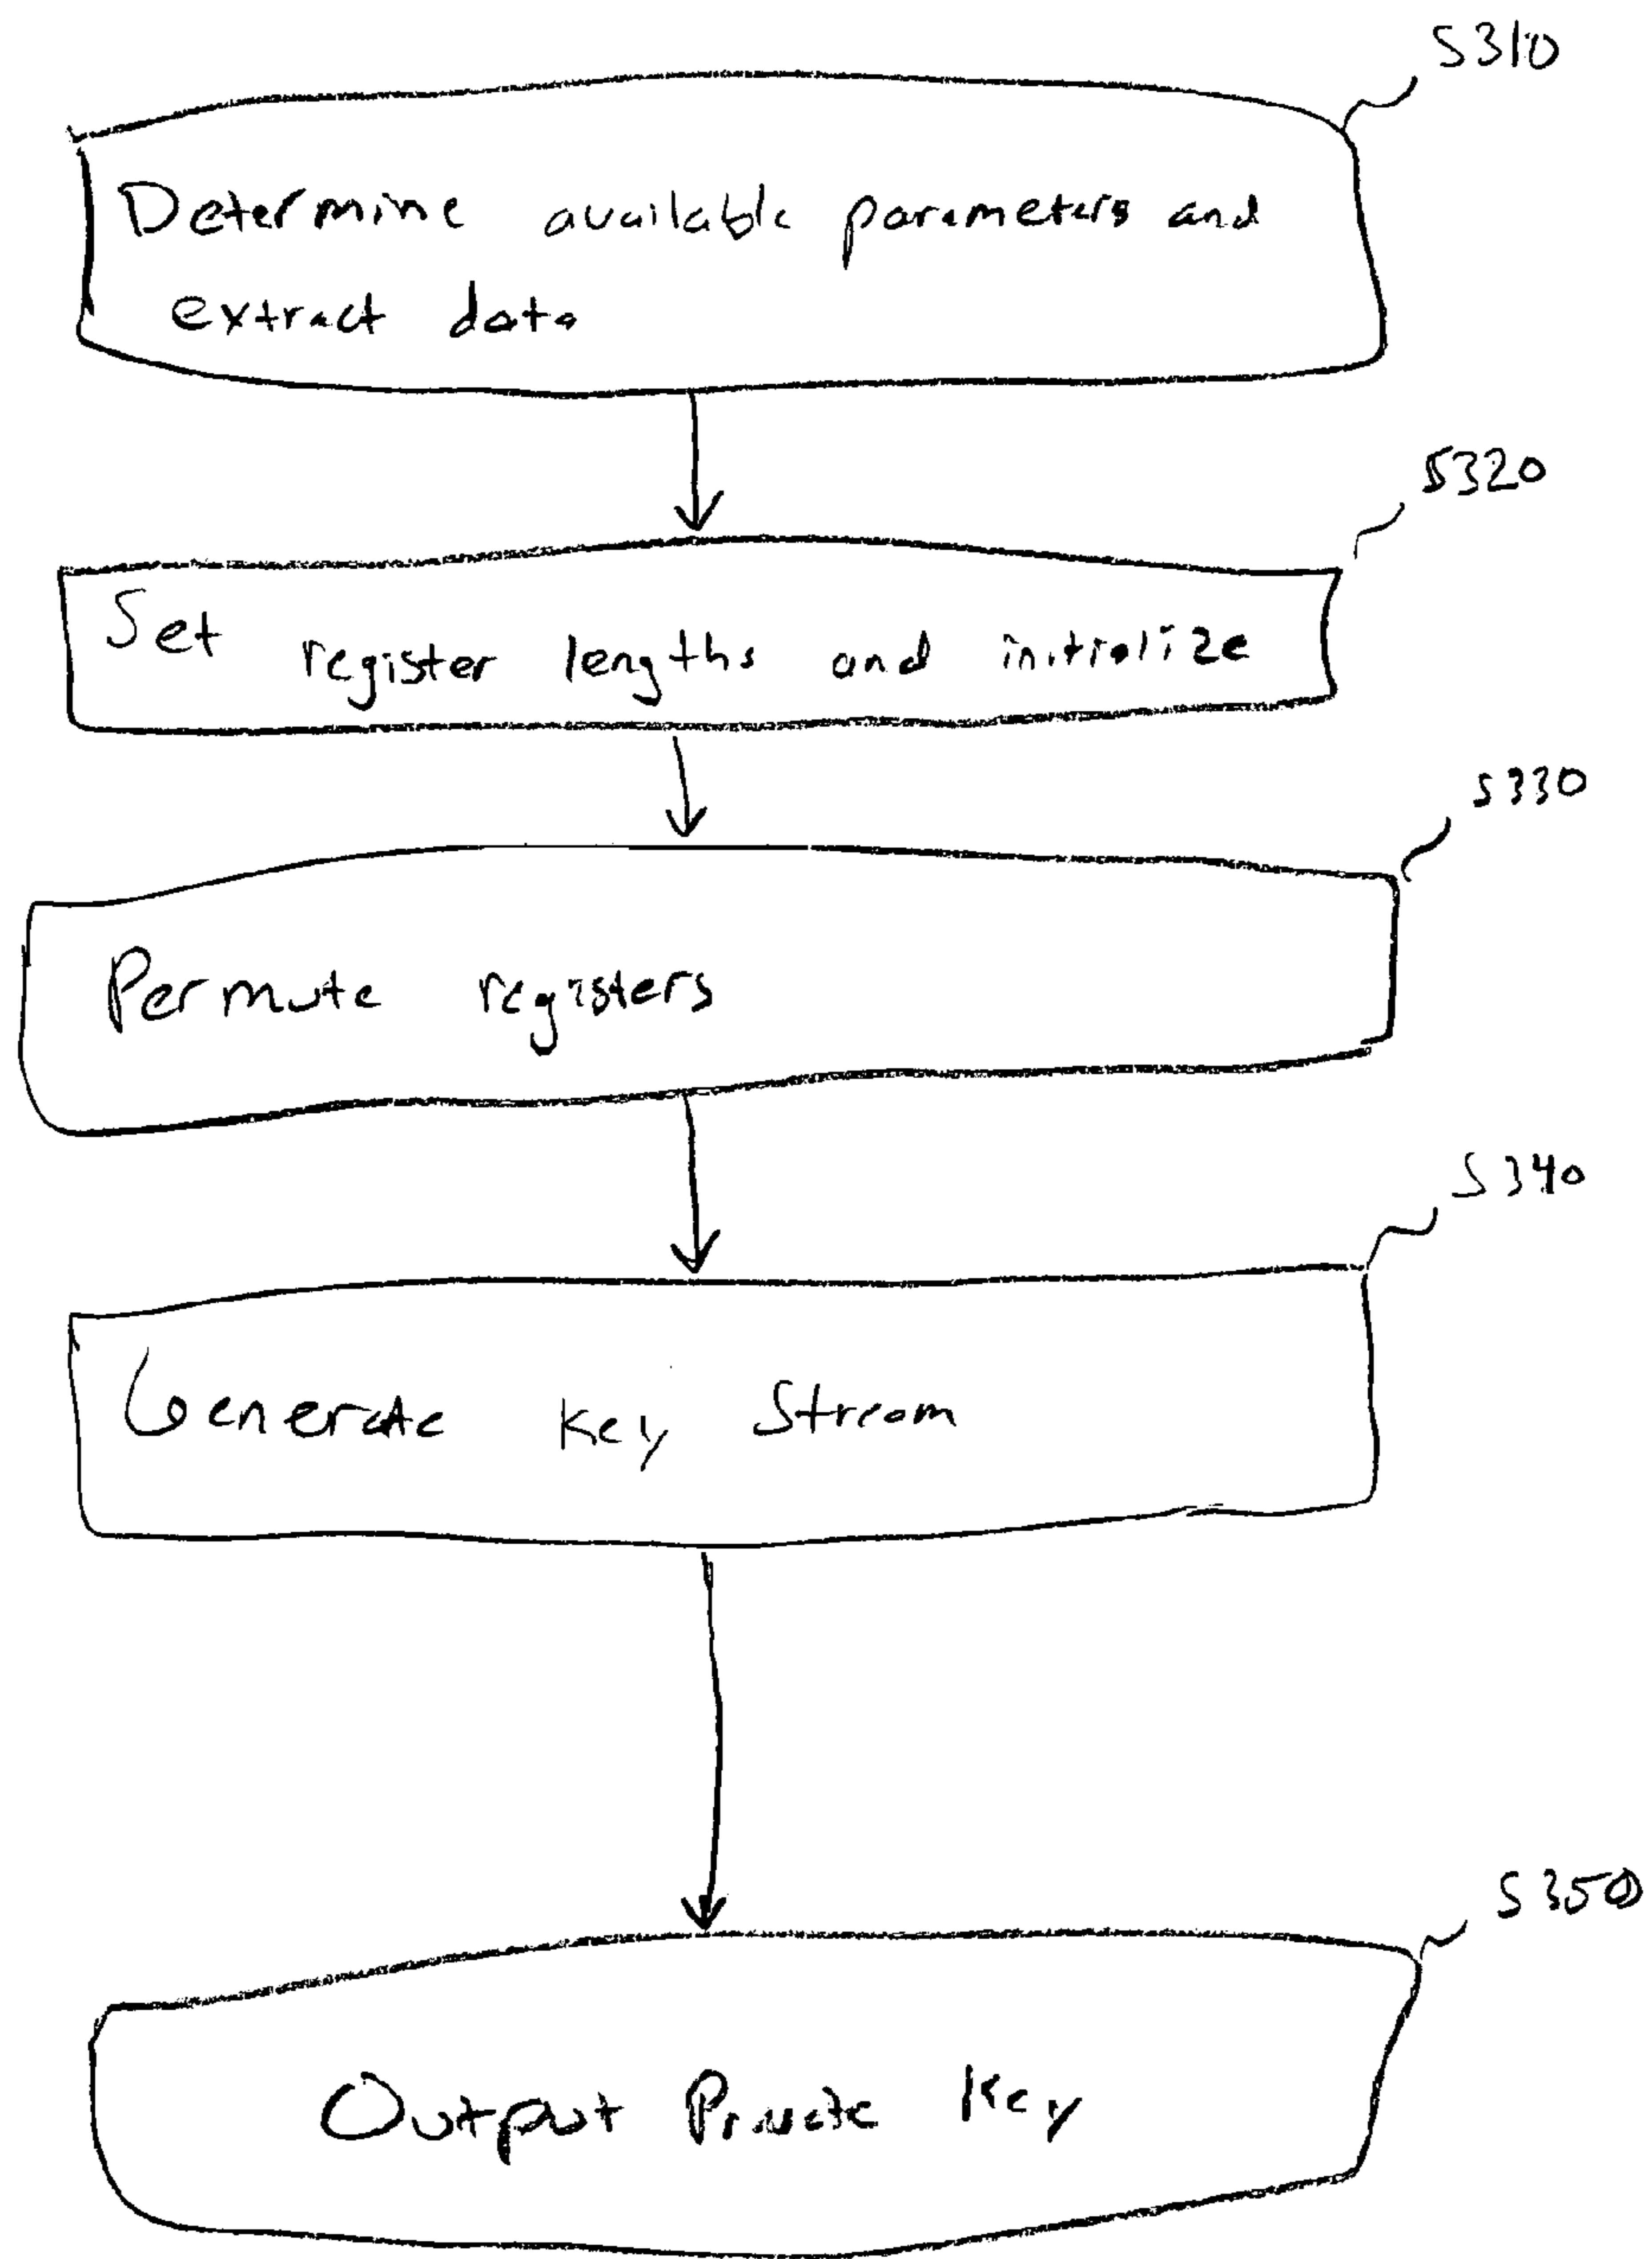 S310
Determine available parameters and
extract data
S320
Set register lengths and initialize
S330
Permute registers
S340
Generate Key Stream
S350
Output Private Key